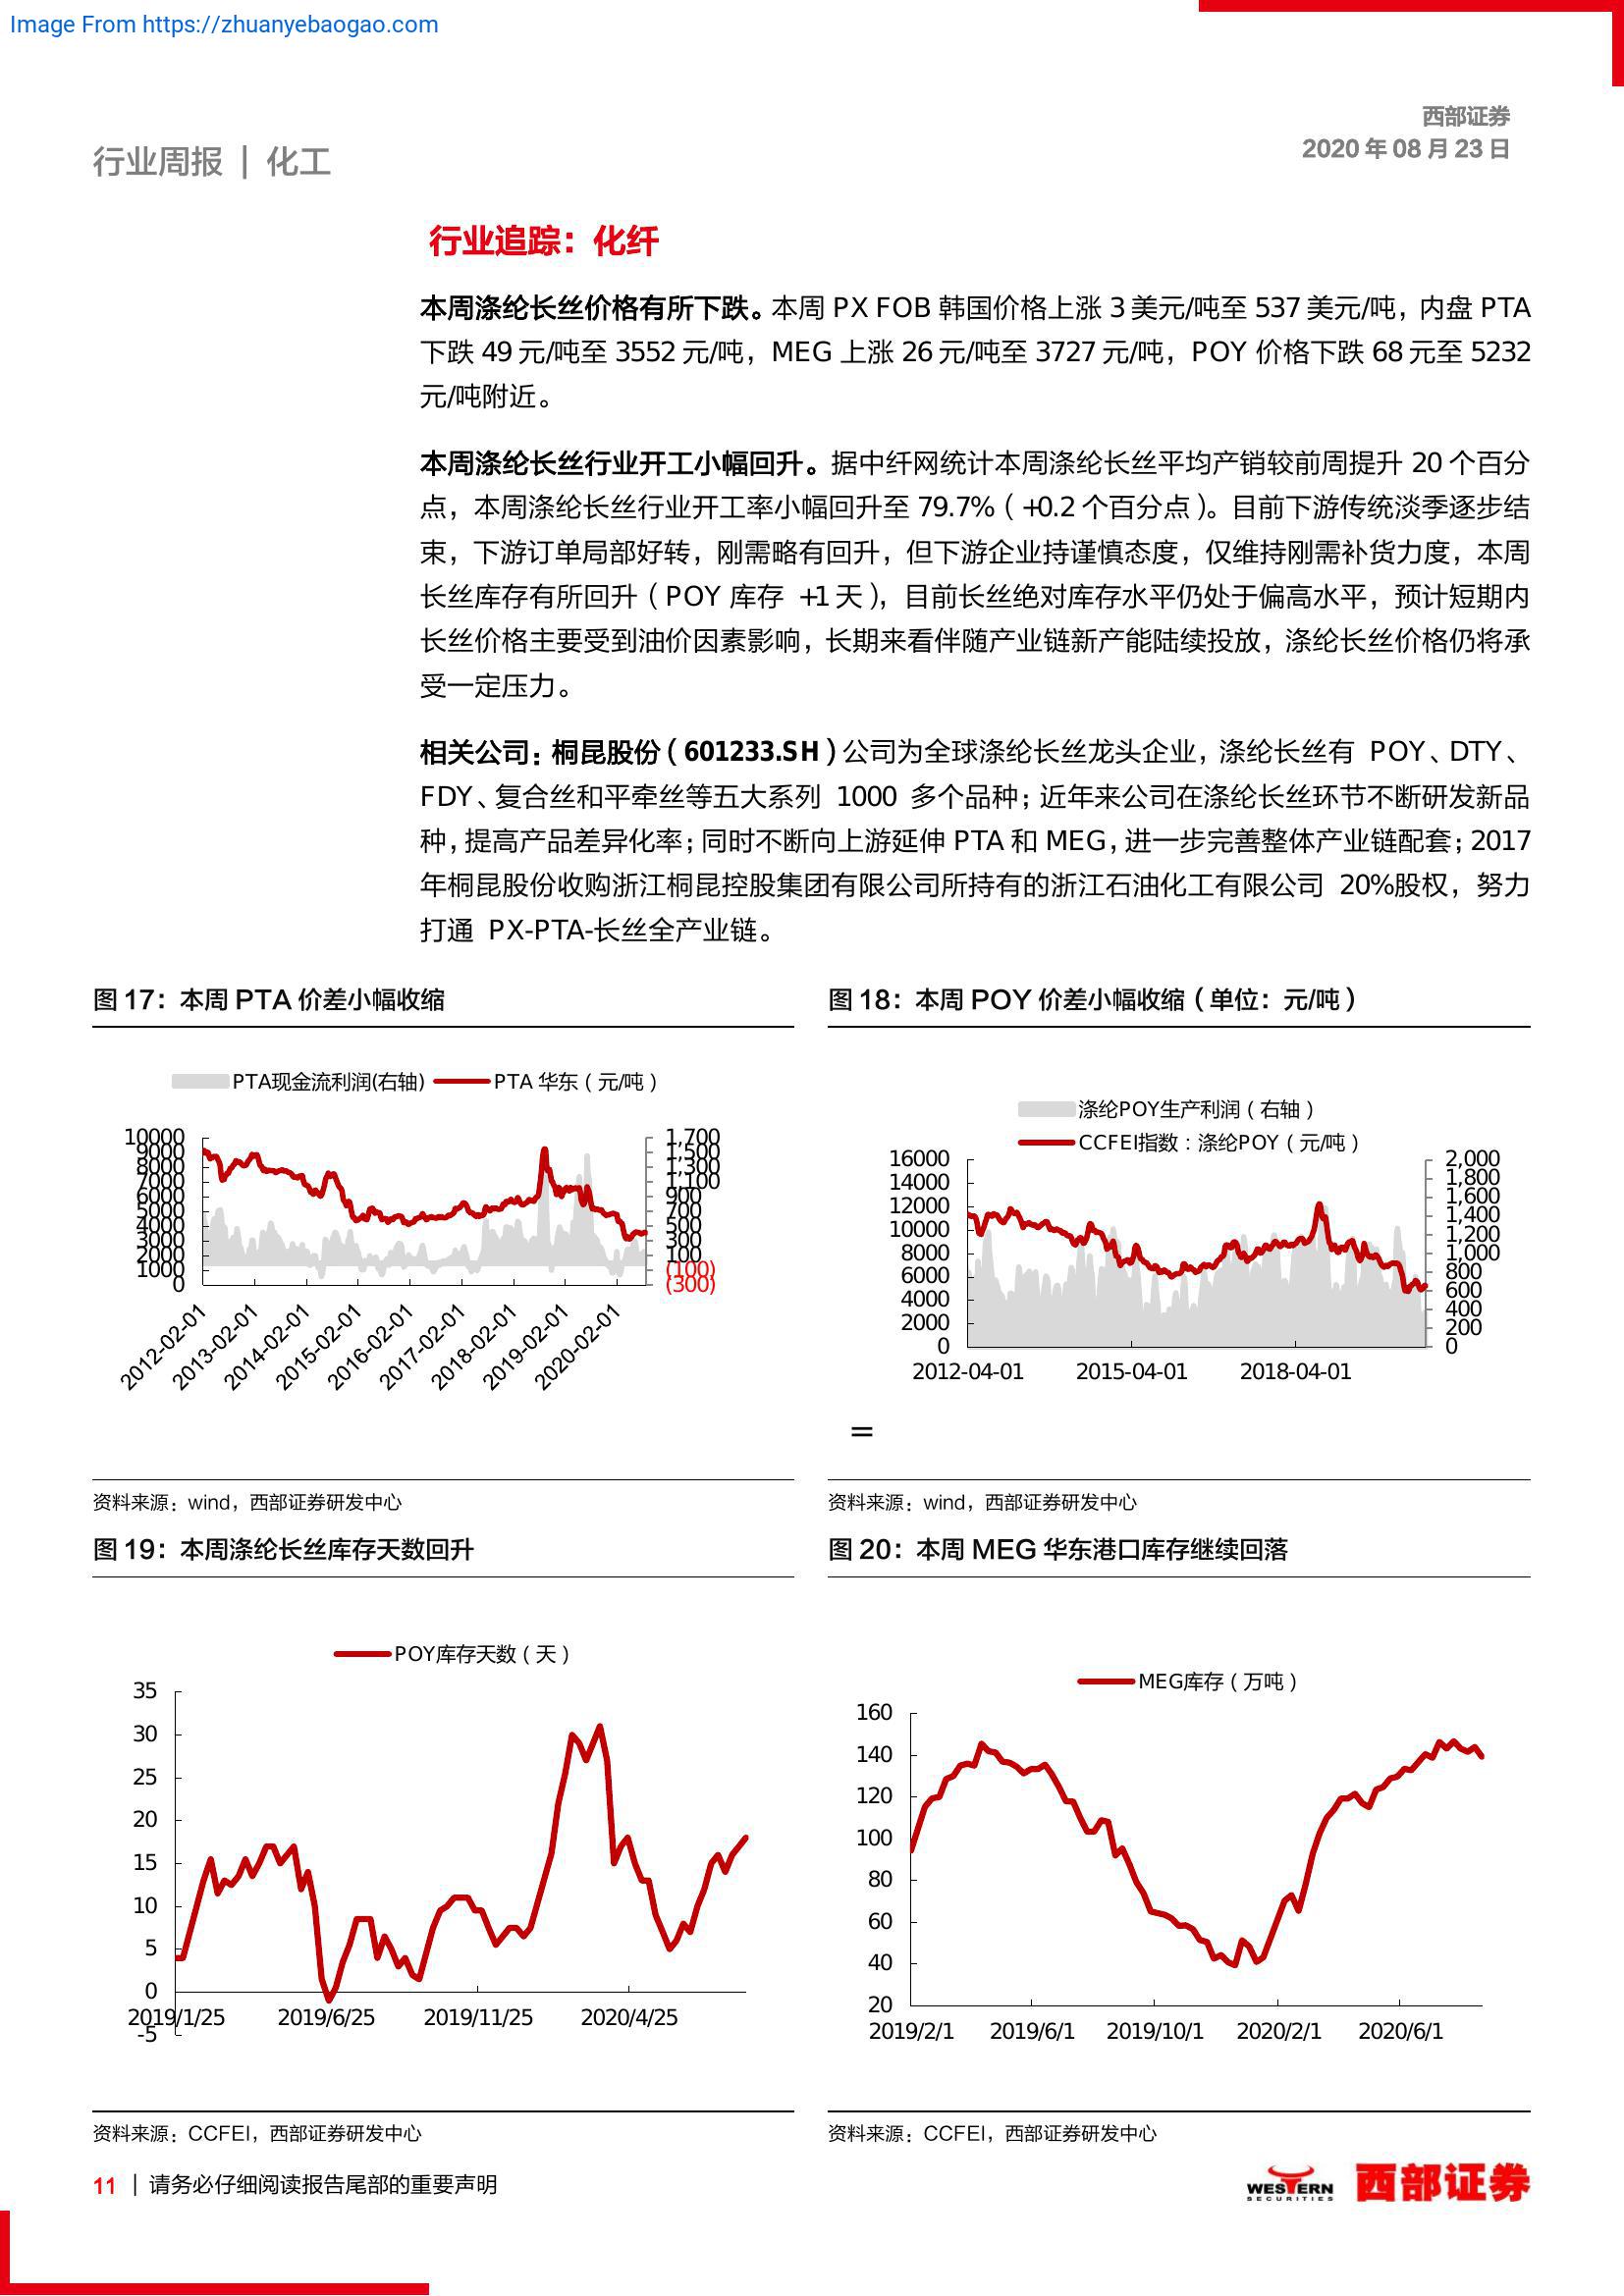 Image From https://zhuanyebaogao.com
西部证券
2020 年 08 月 23 日
行业周报 | 化工
行业追踪：化纤
本周涤纶长丝价格有所下跌。本周 PX FOB 韩国价格上涨 3 美元/吨至 537 美元/吨，内盘 PTA
下跌 49 元/吨至 3552 元/吨，MEG 上涨 26 元/吨至 3727 元/吨，POY 价格下跌 68 元至 5232
元/吨附近。
本周涤纶长丝行业开工小幅回升。据中纤网统计本周涤纶长丝平均产销较前周提升 20 个百分
点，本周涤纶长丝行业开工率小幅回升至 79.7%（+0.2 个百分点）。目前下游传统淡季逐步结
束，下游订单局部好转，刚需略有回升，但下游企业持谨慎态度，仅维持刚需补货力度，本周
长丝库存有所回升（POY 库存 +1 天），目前长丝绝对库存水平仍处于偏高水平，预计短期内
长丝价格主要受到油价因素影响，长期来看伴随产业链新产能陆续投放，涤纶长丝价格仍将承
受一定压力。
相关公司：桐昆股份（601233.SH）公司为全球涤纶长丝龙头企业，涤纶长丝有 POY、DTY、
FDY、复合丝和平牵丝等五大系列 1000 多个品种；近年来公司在涤纶长丝环节不断研发新品
种，提高产品差异化率；同时不断向上游延伸 PTA 和 MEG，进一步完善整体产业链配套；2017
年桐昆股份收购浙江桐昆控股集团有限公司所持有的浙江石油化工有限公司 20%股权，努力
打通 PX-PTA-长丝全产业链。
图 17：本周 PTA 价差小幅收缩
PTA现金流利润(右轴) PTA 华东（元/吨）
10000
9000
8000
7000
6000
5000
4000
3000
2000
1000
0
1,700
1,500
1,300
1,100
900
700
500
300
100
(100)
(300)
2012-02-01
2013-02-01
2014-02-01
2015-02-01
2016-02-01
2017-02-01
2018-02-01
2019-02-01
2020-02-01
资料来源：wind，西部证券研发中心
图 18：本周 POY 价差小幅收缩（单位：元/吨）
涤纶POY生产利润（右轴）
CCFEI指数：涤纶POY（元/吨）
16000
14000
12000
10000
8000
6000
4000
2000
0
2,000
1,800
1,600
1,400
1,200
1,000
800
600
400
200
0
2012-04-01 2015-04-01 2018-04-01
=
资料来源：wind，西部证券研发中心
图 19：本周涤纶长丝库存天数回升
POY库存天数（天）
35
30
25
20
15
10
5
0
-5
2019/1/25 2019/6/25 2019/11/25 2020/4/25
资料来源：CCFEI，西部证券研发中心
图 20：本周 MEG 华东港口库存继续回落
MEG库存（万吨）
160
140
120
100
80
60
40
20
2019/2/1 2019/6/1 2019/10/1 2020/2/1 2020/6/1
资料来源：CCFEI，西部证券研发中心
11 | 请务必仔细阅读报告尾部的重要声明
WESTERN
SECURITIES
西部证券